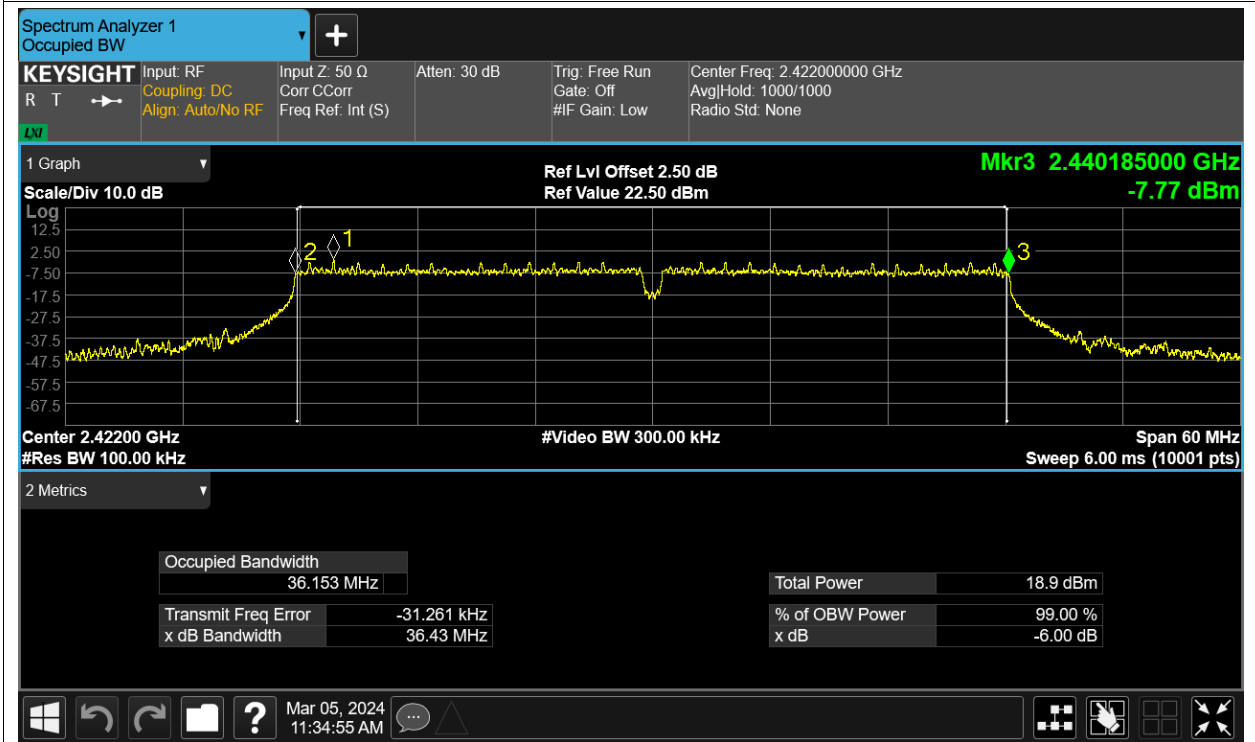 Spectrum Analyzer 1
Occupied BW
KEYSIGHT
R T
LXI
Input: RF
Coupling: DC
Align: Auto/No RF
Input Z: 50 Ω
Corr CCorr
Freq Ref: Int (S)
Atten: 30 dB
Trig: Free Run
Gate: Off
#IF Gain: Low
Center Freq: 2.422000000 GHz
Avg|Hold: 1000/1000
Radio Std: None
1 Graph
Scale/Div 10.0 dB
Ref Lvl Offset 2.50 dB
Ref Value 22.50 dBm
Mkr3 2.440185000 GHz
-7.77 dBm
Log
12.5
2.50
-7.50
-17.5
-27.5
-37.5
-47.5
-57.5
-67.5
2
1
3
Center 2.42200 GHz
#Video BW 300.00 kHz
Span 60 MHz
#Res BW 100.00 kHz
Sweep 6.00 ms (10001 pts)
2 Metrics
Occupied Bandwidth
36.153 MHz
Transmit Freq Error -31.261 kHz
x dB Bandwidth 36.43 MHz
Total Power 18.9 dBm
% of OBW Power 99.00 %
x dB -6.00 dB
?
Mar 05, 2024
11:34:55 AM